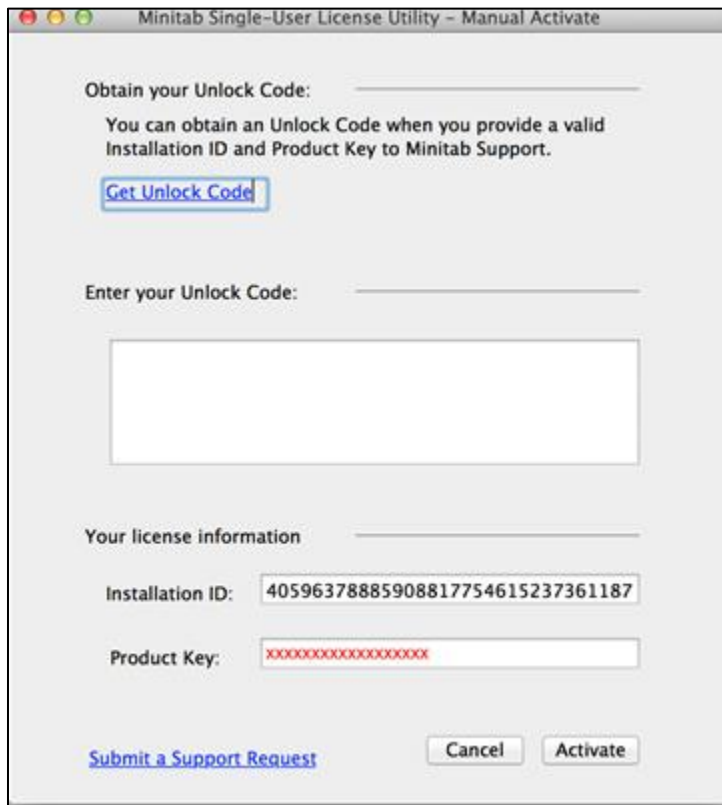 Minitab Single-User License Utility - Manual Activate
Obtain your Unlock Code:
You can obtain an Unlock Code when you provide a valid
Installation ID and Product Key to Minitab Support.
Get Unlock Code
Enter your Unlock Code:
Your license information
Installation ID: 40596378885908817754615237361187
Product Key: xxxxxxxxxxxxxxxxxx
Submit a Support Request Cancel Activate